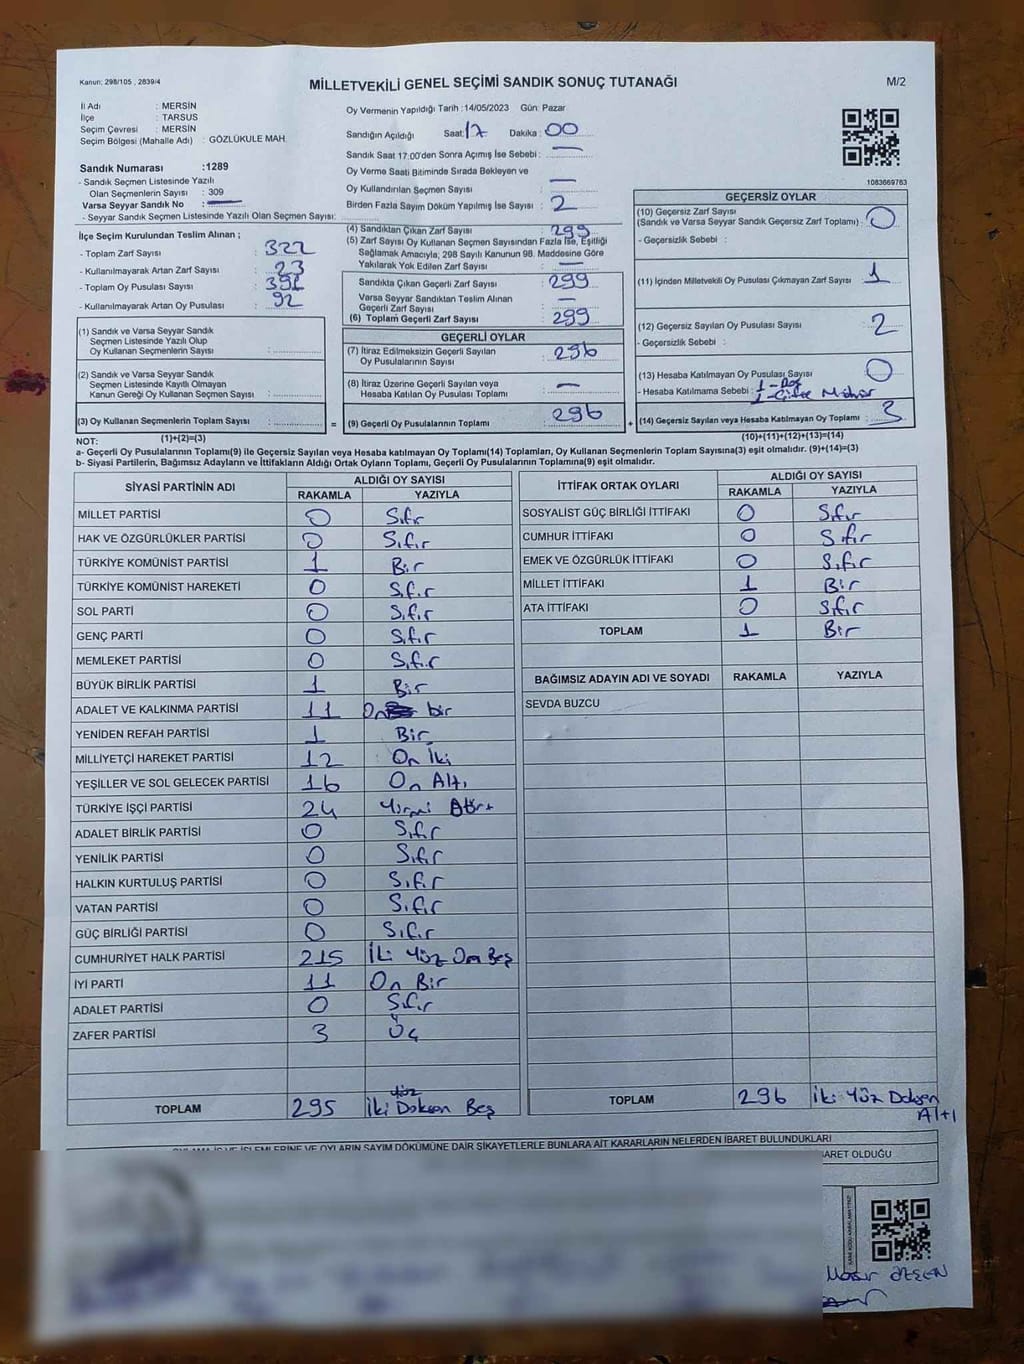 Kanun: 298/105 , 2839/4
MİLLETVEKİLİ GENEL SEÇİMİ SANDIK SONUÇ TUTANAĞI
M/2
İl Adı : MERSİN
İlçe : TARSUS
Seçim Çevresi : MERSİN
Seçim Bölgesi (Mahalle Adı) : GÖZLÜKULE MAH.
Sandık Numarası :1289
- Sandık Seçmen Listesinde Yazılı
Olan Seçmenlerin Sayısı : 309
Varsa Seyyar Sandık No : —
- Seyyar Sandık Seçmen Listesinde Yazılı Olan Seçmen Sayısı:
Oy Vermenin Yapıldığı Tarih :14/05/2023 Gün: Pazar
Sandığın Açıldığı Saat: 17 Dakika : 00
Sandık Saat 17:00'den Sonra Açımış İse Sebebi : —
Oy Verme Saati Bitiminde Sırada Bekleyen ve
Oy Kullandırılan Seçmen Sayısı : —
Birden Fazla Sayım Döküm Yapılmış İse Sayısı : 2
1083669763
İlçe Seçim Kurulundan Teslim Alınan ;
- Toplam Zarf Sayısı : 322
- Kullanılmayarak Artan Zarf Sayısı : 23
- Toplam Oy Pusulası Sayısı : 391
- Kullanılmayarak Artan Oy Pusulası : 92
(1) Sandık ve Varsa Seyyar Sandık
Seçmen Listesinde Yazılı Olup
Oy Kullanan Seçmenlerin Sayısı :
(2) Sandık ve Varsa Seyyar Sandık
Seçmen Listesinde Kayıtlı Olmayan
Kanun Gereği Oy Kullanan Seçmen Sayısı :
(3) Oy Kullanan Seçmenlerin Toplam Sayısı : =
(1)+(2)=(3)
(4) Sandıktan Çıkan Zarf Sayısı : 299
(5) Zarf Sayısı Oy Kullanan Seçmen Sayısından Fazla İse, Eşitliği
Sağlamak Amacıyla, 298 Sayılı Kanunun 98. Maddesine Göre
Yakılarak Yok Edilen Zarf Sayısı : —
Sandıkta Çıkan Geçerli Zarf Sayısı : 299
Varsa Seyyar Sandıktan Teslim Alınan
Geçerli Zarf Sayısı : —
(6) Toplam Geçerli Zarf Sayısı : 299
GEÇERLİ OYLAR
(7) İtiraz Edilmeksizin Geçerli Sayılan
Oy Pusulalarının Sayısı : 296
(8) İtiraz Üzerine Geçerli Sayılan veya
Hesaba Katılan Oy Pusulası Toplamı : —
(9) Geçerli Oy Pusulalarının Toplamı : 296 +
GEÇERSİZ OYLAR
(10) Geçersiz Zarf Sayısı
(Sandık ve Varsa Seyyar Sandık Geçersiz Zarf Toplamı) : 0
- Geçersizlik Sebebi :
(11) İçinden Milletvekili Oy Pusulası Çıkmayan Zarf Sayısı : 1
(12) Geçersiz Sayılan Oy Pusulası Sayısı : 2
- Geçersizlik Sebebi :
(13) Hesaba Katılmayan Oy Pusulası Sayısı : 0
- Hesaba Katılmama Sebebi : 1 - Boş
1 - Çifte Mühür
(14) Geçersiz Sayılan veya Hesaba Katılmayan Oy Toplamı : 3
(10)+(11)+(12)+(13)=(14)
NOT:
a- Geçerli Oy Pusulalarının Toplamı(9) ile Geçersiz Sayılan veya Hesaba katılmayan Oy Toplamı(14) Toplamları, Oy Kullanan Seçmenlerin Toplam Sayısına(3) eşit olmalıdır. (9)+(14)=(3)
b- Siyasi Partilerin, Bağımsız Adayların ve İttifakların Aldığı Ortak Oyların Toplamı, Geçerli Oy Pusulalarının Toplamına(9) eşit olmalıdır.
SİYASİ PARTİNİN ADI ALDIĞI OY SAYISI
RAKAMLA YAZIYLA
MİLLET PARTİSİ 0 Sıfır
HAK VE ÖZGÜRLÜKLER PARTİSİ 0 Sıfır
TÜRKİYE KOMÜNİST PARTİSİ 1 Bir
TÜRKİYE KOMÜNİST HAREKETİ 0 Sıfır
SOL PARTİ 0 Sıfır
GENÇ PARTİ 0 Sıfır
MEMLEKET PARTİSİ 0 Sıfır
BÜYÜK BİRLİK PARTİSİ 1 Bir
ADALET VE KALKINMA PARTİSİ 11 On bir
YENİDEN REFAH PARTİSİ 1 Bir
MİLLİYETÇİ HAREKET PARTİSİ 12 On İki
YEŞİLLER VE SOL GELECEK PARTİSİ 16 On Altı
TÜRKİYE İŞÇİ PARTİSİ 24 Yirmi Dört
ADALET BİRLİK PARTİSİ 0 Sıfır
YENİLİK PARTİSİ 0 Sıfır
HALKIN KURTULUŞ PARTİSİ 0 Sıfır
VATAN PARTİSİ 0 Sıfır
GÜÇ BİRLİĞİ PARTİSİ 0 Sıfır
CUMHURİYET HALK PARTİSİ 215 İki Yüz On Beş
İYİ PARTİ 11 On Bir
ADALET PARTİSİ 0 Sıfır
ZAFER PARTİSİ 3 Üç
TOPLAM 295 İki yüz Doksan Beş
İTTİFAK ORTAK OYLARI ALDIĞI OY SAYISI
RAKAMLA YAZIYLA
SOSYALİST GÜÇ BİRLİĞİ İTTİFAKI 0 Sıfır
CUMHUR İTTİFAKI 0 Sıfır
EMEK VE ÖZGÜRLÜK İTTİFAKI 0 Sıfır
MİLLET İTTİFAKI 1 Bir
ATA İTTİFAKI 0 Sıfır
TOPLAM 1 Bir
BAĞIMSIZ ADAYIN ADI VE SOYADI RAKAMLA YAZIYLA
SEVDA BUZCU
TOPLAM 296 İki Yüz Doksan
Altı
OYLAMA İŞ VE İŞLEMLERİNE VE OYLARIN SAYIM DÖKÜMÜNE DAİR ŞİKAYETLERLE BUNLARA AİT KARARLARIN NELERDEN İBARET BULUNDUKLARI
BARET OLDUĞU